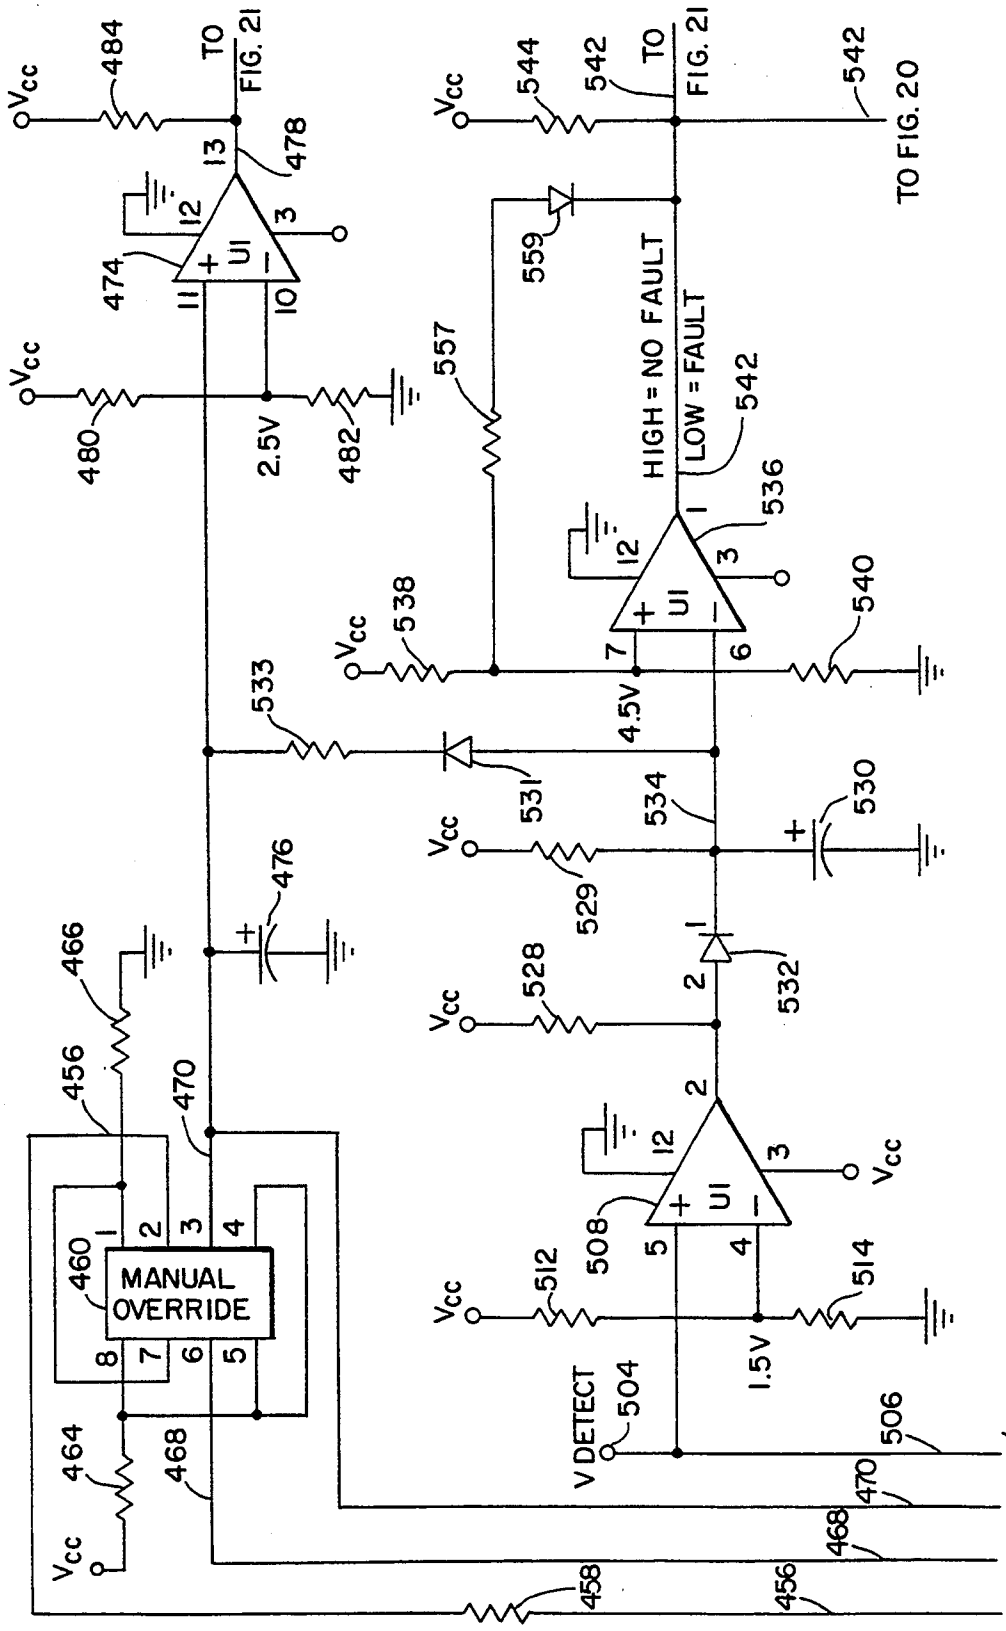 Vcc
484
TO
FIG. 21
13
478
12
3
474
+
UI
−
11
10
Vcc
480
2.5V
482
466
456
476
470
460
1
2
3
4
MANUAL
OVERRIDE
8
7
6
5
464
468
Vcc
533
Vcc
544
542
TO
FIG. 21
542
TO FIG. 20
559
557
HIGH = NO FAULT
LOW = FAULT
542
Vcc
538
12
1
536
3
7
+
UI
−
6
4.5V
540
531
534
Vcc
529
+
530
1
2
532
Vcc
528
2
12
3
Vcc
508
5
+
UI
−
4
Vcc
512
1.5V
514
V DETECT
504
506
470
468
458
456
+